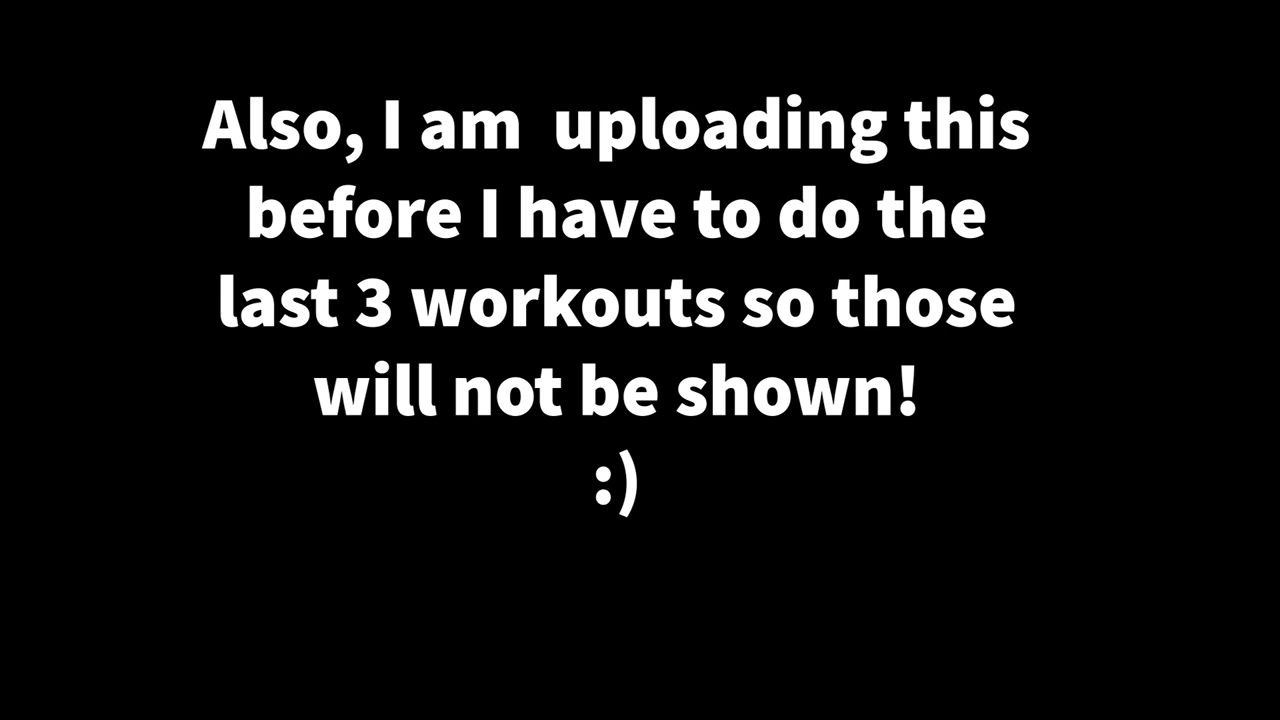 Also, I am  uploading this
before I have to do the
last 3 workouts so those
will not be shown!
:)